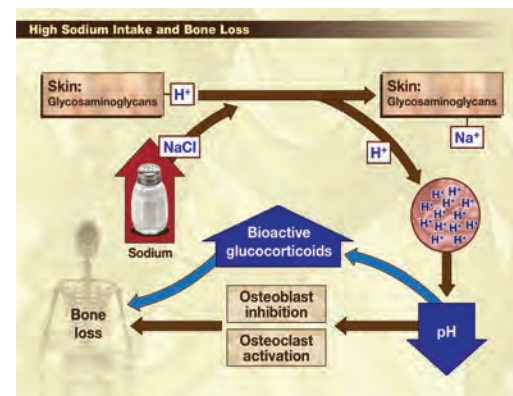 High Sodium Intake and Bone Loss
Skin:
Glycosaminoglycans
H⁺
Skin:
Glycosaminoglycans
Na⁺
NaCl
H⁺
Sodium
H⁺ H⁺
H⁺ H⁺ H⁺
H⁺ H⁺ H⁺ H⁺
H⁺ H⁺
Bioactive
glucocorticoids
Bone
loss
Osteoblast
inhibition
Osteoclast
activation
pH